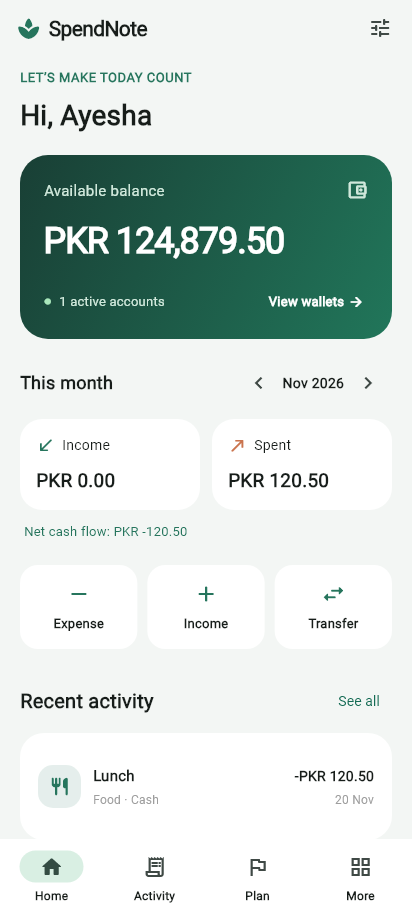 SpendNote
LET'S MAKE TODAY COUNT
Hi, Ayesha
Available balance
PKR 124,879.50
1 active accounts
View wallets →
This month
Nov 2026
Income
Spent
PKR 0.00
PKR 120.50
Net cash flow: PKR -120.50
Expense
Income
Transfer
Recent activity
See all
Lunch
-PKR 120.50
Food · Cash
20 Nov
Home
Activity
Plan
More